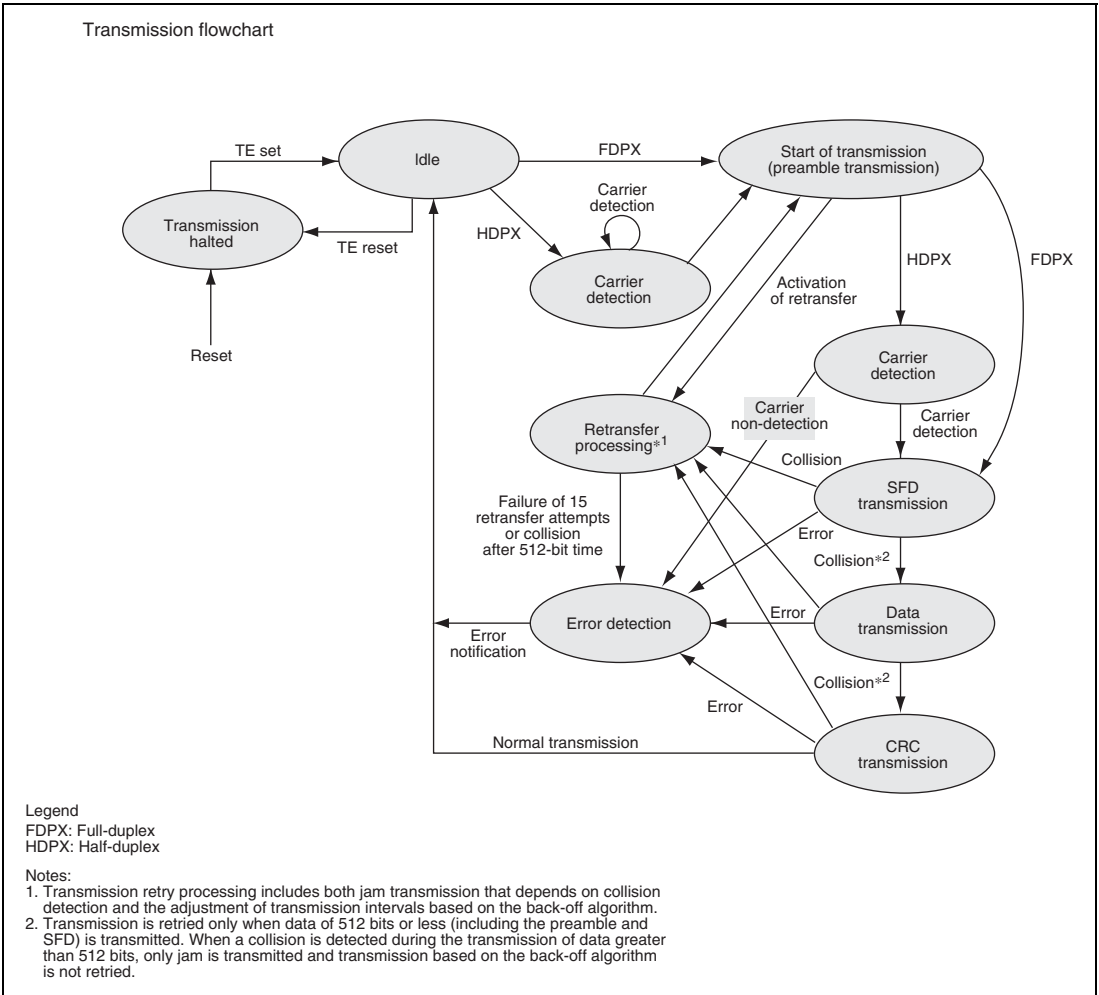 Transmission flowchart
TE set
Idle
FDPX
Start of transmission
(preamble transmission)
Carrier
detection
Transmission
halted
TE reset
HDPX
Carrier
detection
HDPX
FDPX
Activation
of retransfer
Reset
Carrier
detection
Carrier
non-detection
Carrier
detection
Retransfer
processing*1
Collision
SFD
transmission
Failure of 15
retransfer attempts
or collision
after 512-bit time
Error
Collision*2
Error detection
Error
Data
transmission
Error
notification
Collision*2
Error
Normal transmission
CRC
transmission
Legend
FDPX: Full-duplex
HDPX: Half-duplex
Notes:
1. Transmission retry processing includes both jam transmission that depends on collision
detection and the adjustment of transmission intervals based on the back-off algorithm.
2. Transmission is retried only when data of 512 bits or less (including the preamble and
SFD) is transmitted. When a collision is detected during the transmission of data greater
than 512 bits, only jam is transmitted and transmission based on the back-off algorithm
is not retried.